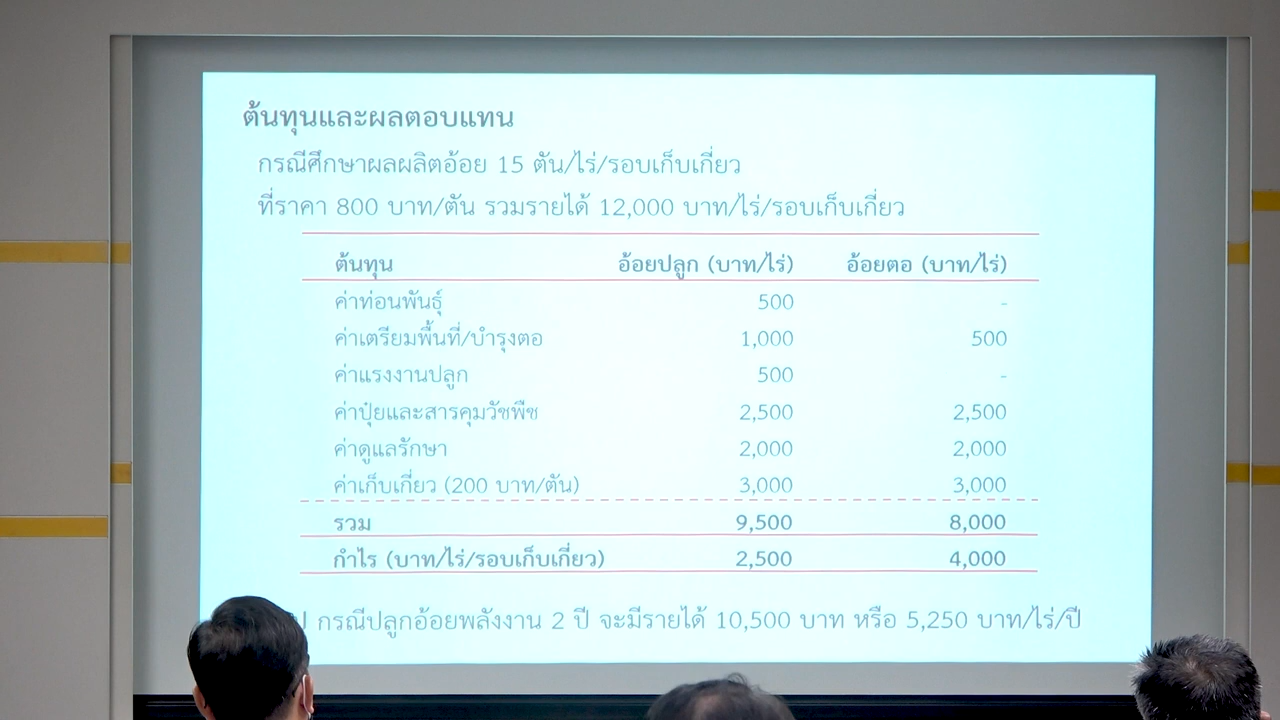 ต้นทุนและผลตอบแทน
กรณีศึกษาผลผลิตอ้อย 15 ตัน/ไร่/รอบเก็บเกี่ยว
ที่ราคา 800 บาท/ตัน รวมรายได้ 12,000 บาท/ไร่/รอบเก็บเกี่ยว
ต้นทุน อ้อยปลูก (บาท/ไร่) อ้อยตอ (บาท/ไร่)
ค่าท่อนพันธุ์ 500 -
ค่าเตรียมพื้นที่/บำรุงตอ 1,000 500
ค่าแรงงานปลูก 500 -
ค่าปุ๋ยและสารคุมวัชพืช 2,500 2,500
ค่าดูแลรักษา 2,000 2,000
ค่าเก็บเกี่ยว (200 บาท/ตัน) 3,000 3,000
รวม 9,500 8,000
กำไร (บาท/ไร่/รอบเก็บเกี่ยว) 2,500 4,000
กรณีปลูกอ้อยพลังงาน 2 ปี จะมีรายได้ 10,500 บาท หรือ 5,250 บาท/ไร่/ปี